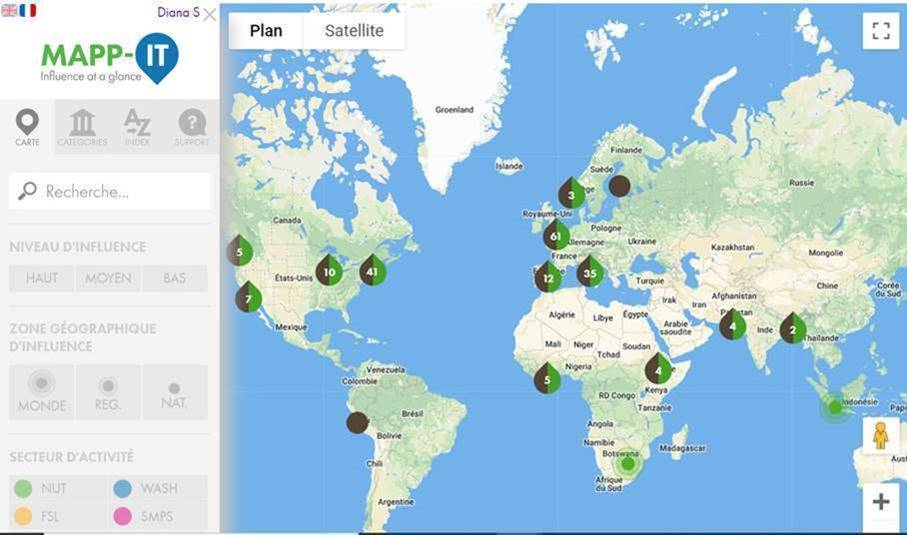 Diana S
MAPP-IT
Influence at a glance
CARTE CATEGORIES INDEX SUPPORT
Recherche...
NIVEAU D'INFLUENCE
HAUT MOYEN BAS
ZONE GÉOGRAPHIQUE
D'INFLUENCE
MONDE REG. NAT.
SECTEUR D'ACTIVITÉ
NUT WASH
FSL SMPS
Plan Satellite
Groenland
Islande
Finlande
Suède
Russie
3
Royaume-Uni
Canada
61
Pologne
Allemagne
Ukraine
France
Kazakhstan
Mongolie
5
10
41
États-Unis
12
35
Turquie
Chine
Corée
du Sud
7
Irak
Iran
Afghanistan
Mexique
Algérie
Libye
Égypte
Arabie
saoudite
4
Inde
2
Thaïlande
Mali
Niger
Tchad
Soudan
Venezuela
Colombie
5
Nigeria
4
Kenya
RD Congo
Tanzanie
Indonésie
Brésil
Bolivie
Angola
Namibie
Botswana
Madagascar
Chili
Afrique
du Sud
Argentine
+